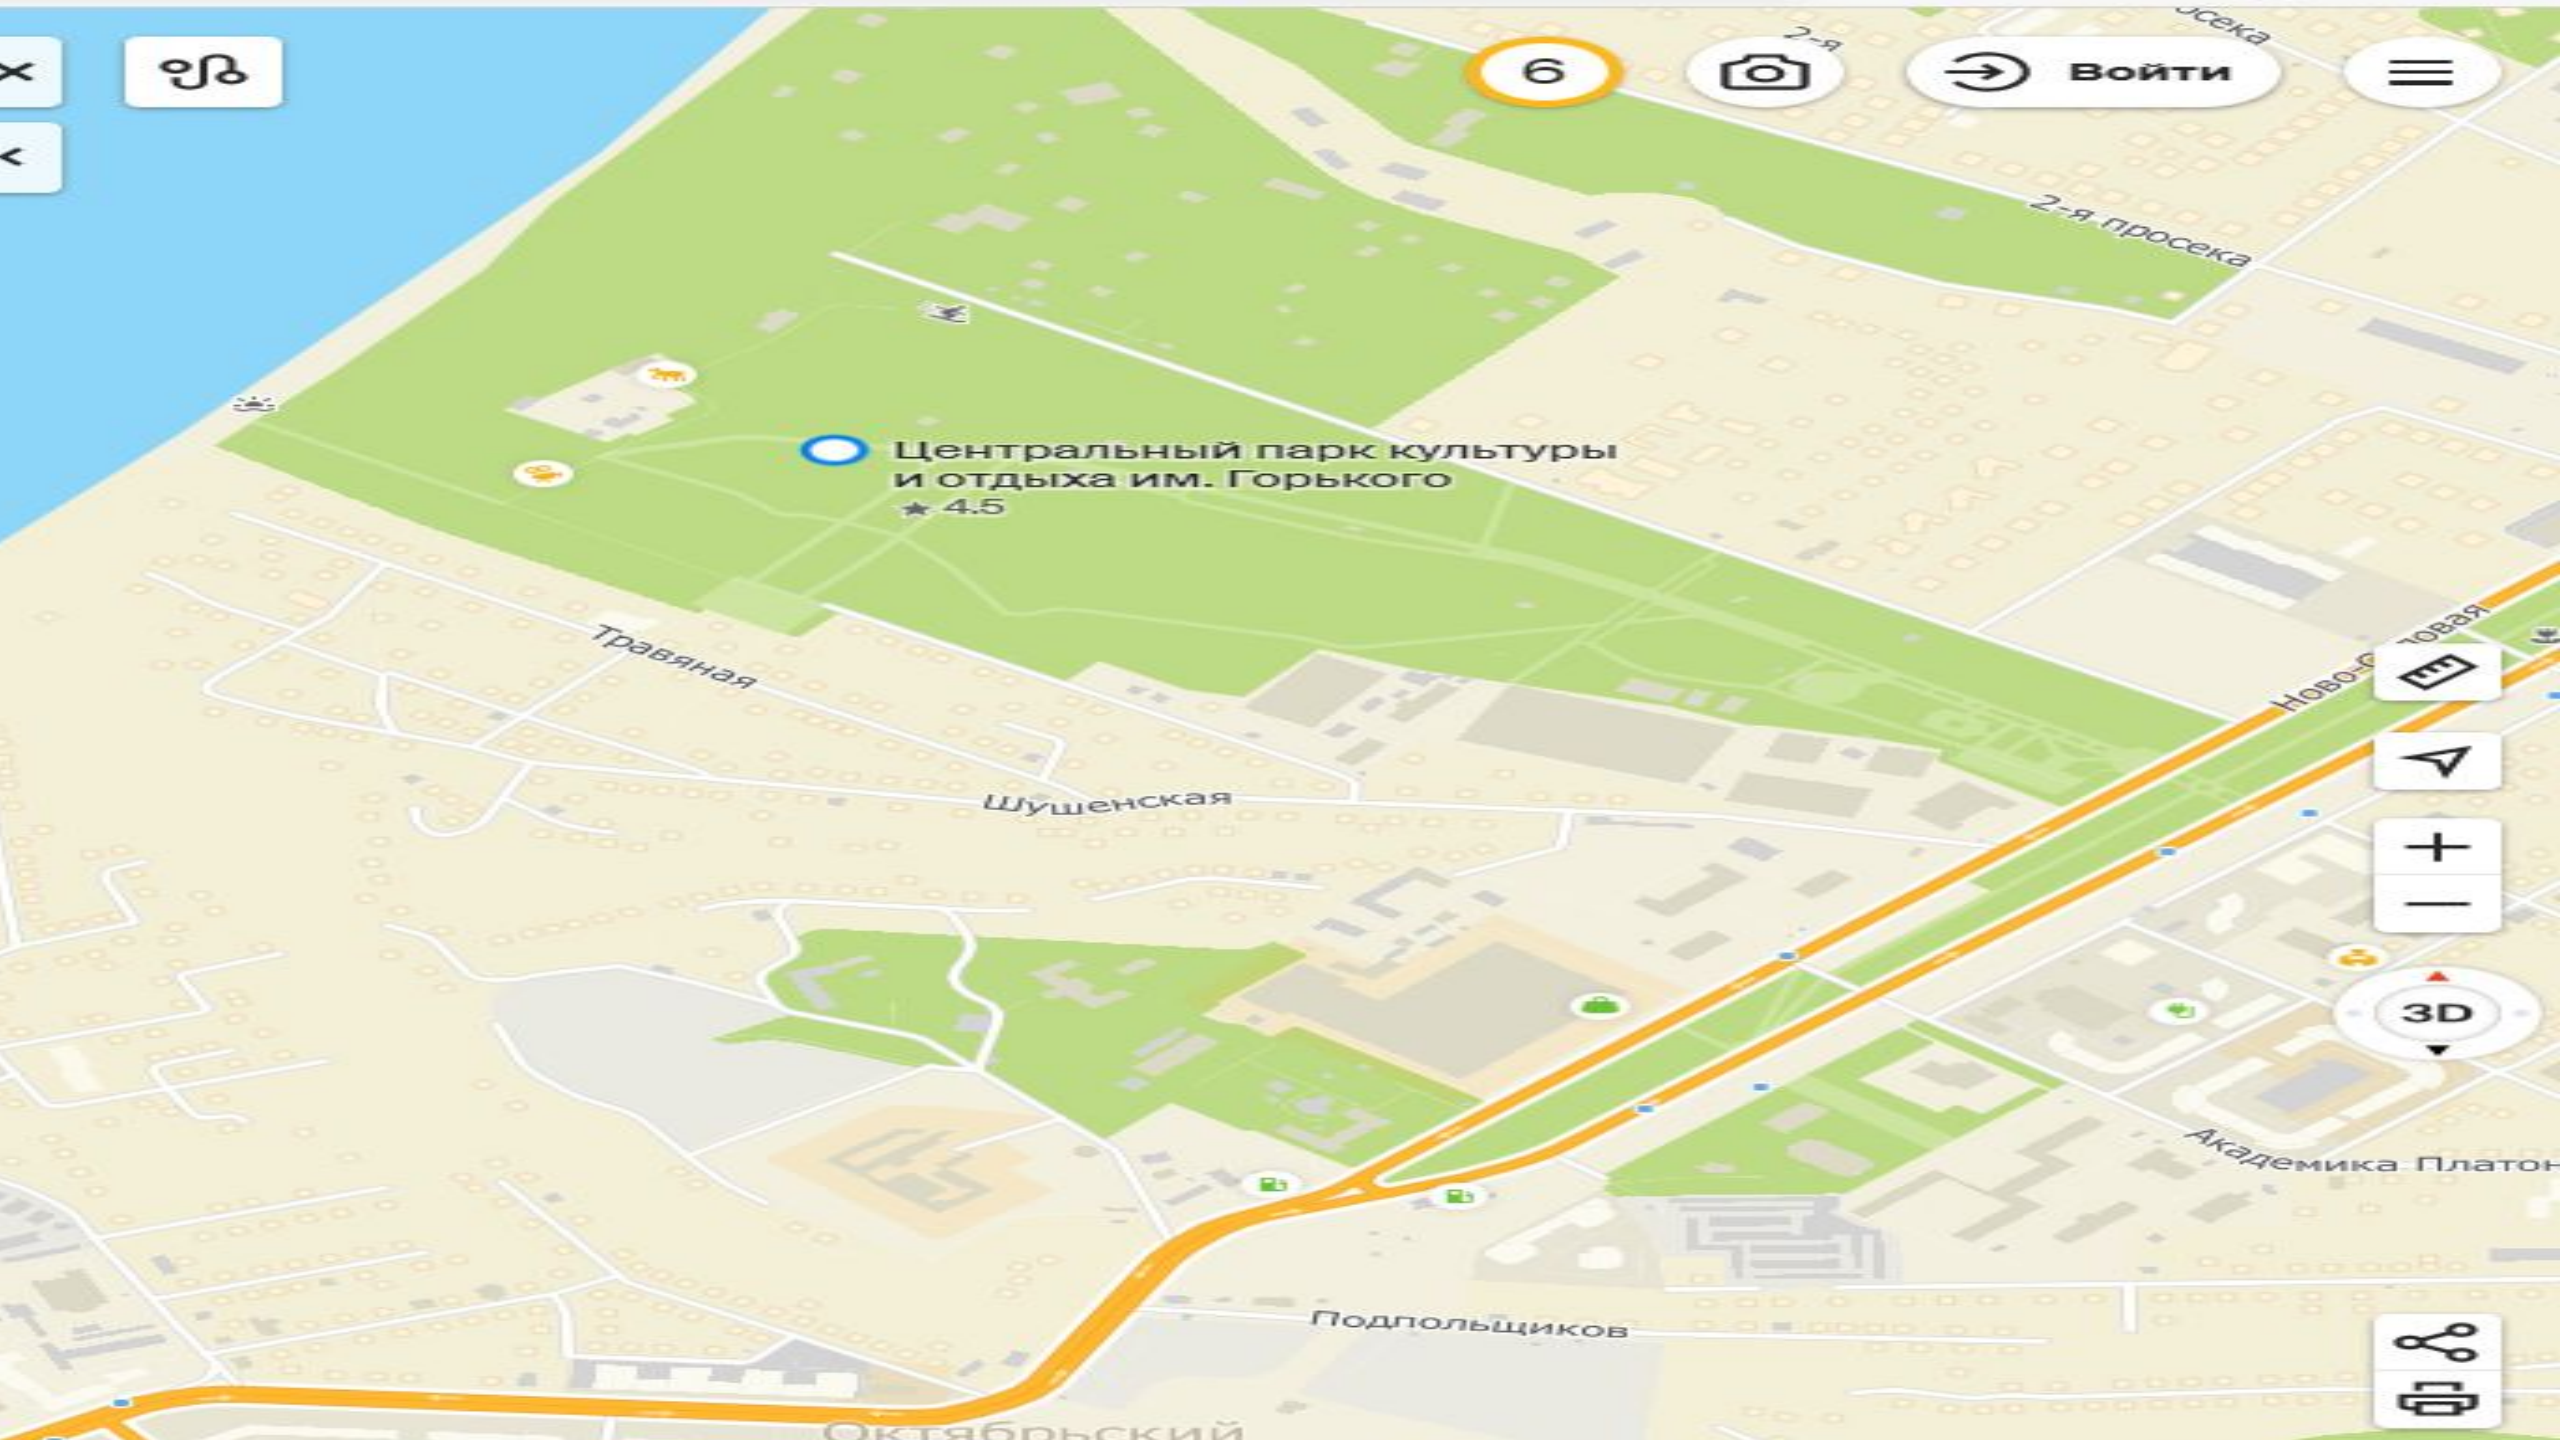 2-я
6
Войти
2-я просека
Центральный парк культуры
и отдыха им. Горького
4.5
Травяная
Шушенская
3D
Академика Платон
Подпольщиков
Октябрьский